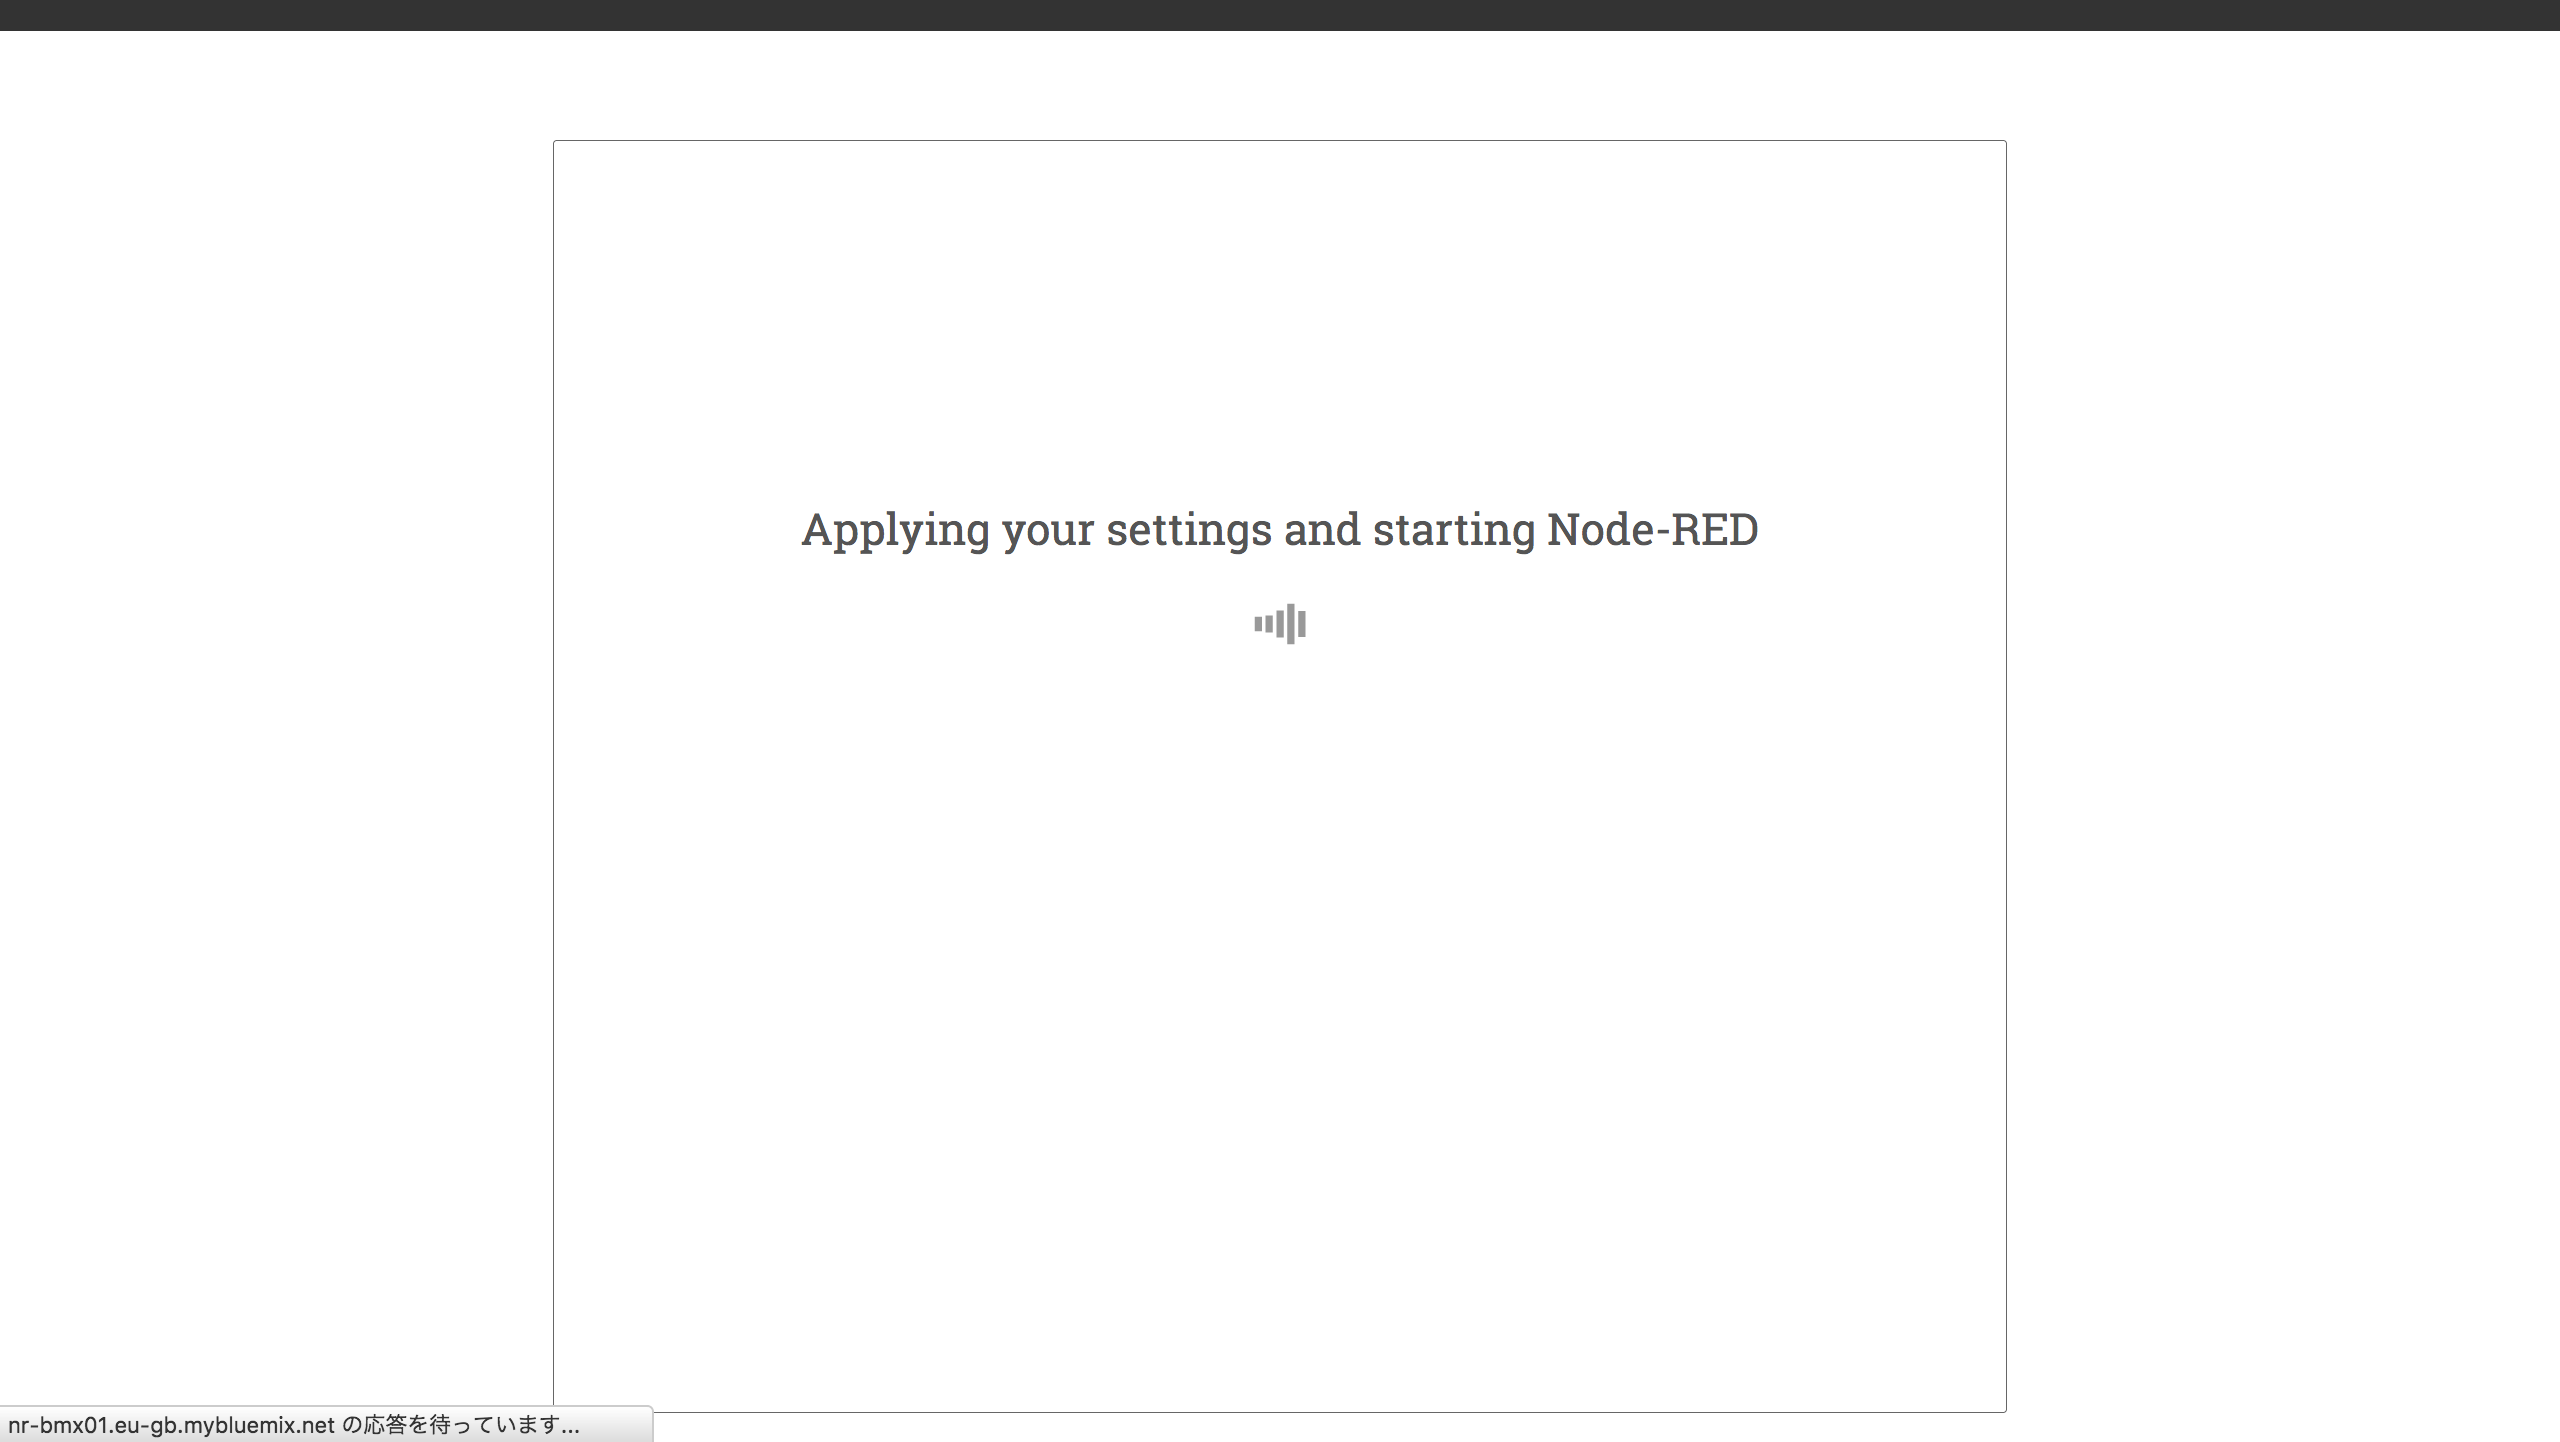 Applying your settings and starting Node-RED
nr-bmx01.eu-gb.mybluemix.net の応答を待っています...